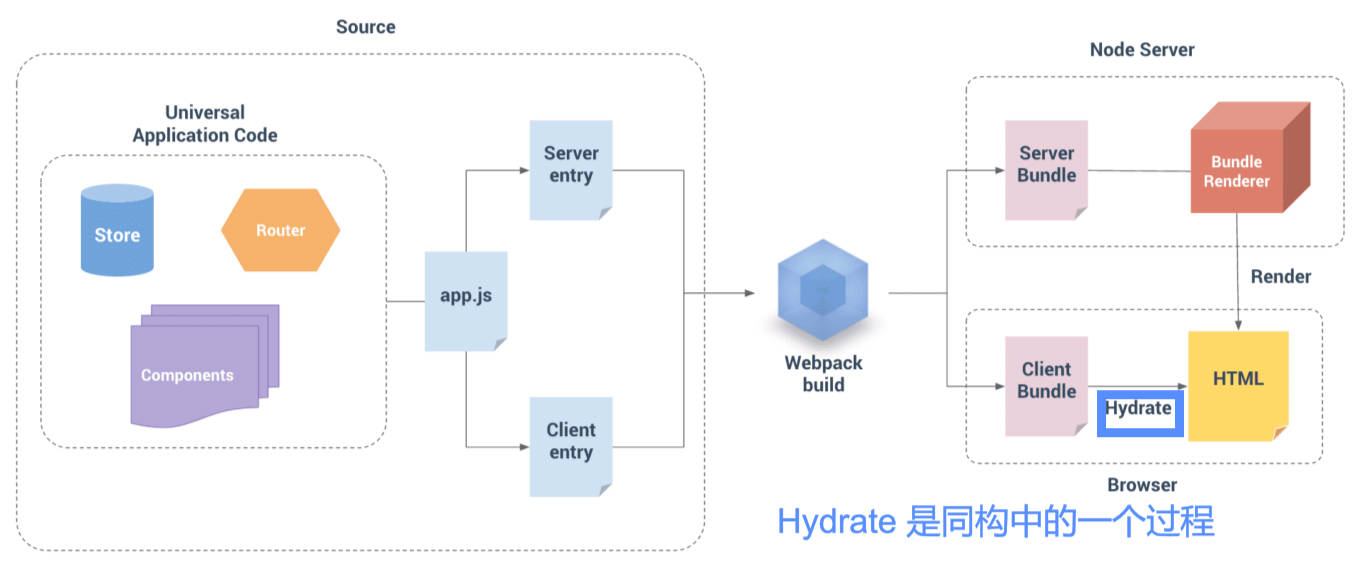 Source
Universal
Application Code
Store
Router
Components
app.js
Server
entry
Client
entry
Webpack
build
Node Server
Server
Bundle
Bundle
Renderer
Render
Client
Bundle
Hydrate
HTML
Browser
Hydrate 是同构中的一个过程